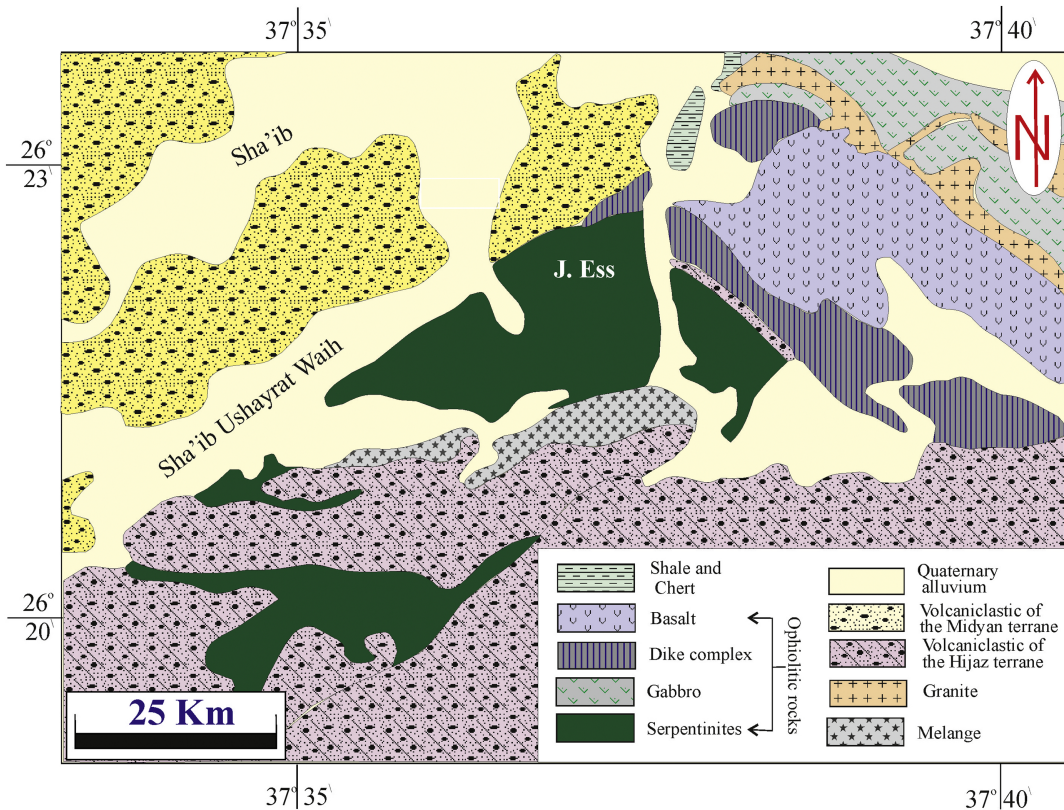 37° 35\
37° 40\
N
Sha’ib
26°
23\
J. Ess
Sha’ib Ushayrat Waih
Shale and
Chert
Basalt
Dike complex
Gabbro
Serpentinites
Ophiolitic rocks
Quaternary
alluvium
Volcaniclastic of
the Midyan terrane
Volcaniclastic of
the Hijaz terrane
Granite
Melange
26°
20\
25 Km
37° 35\
37° 40\